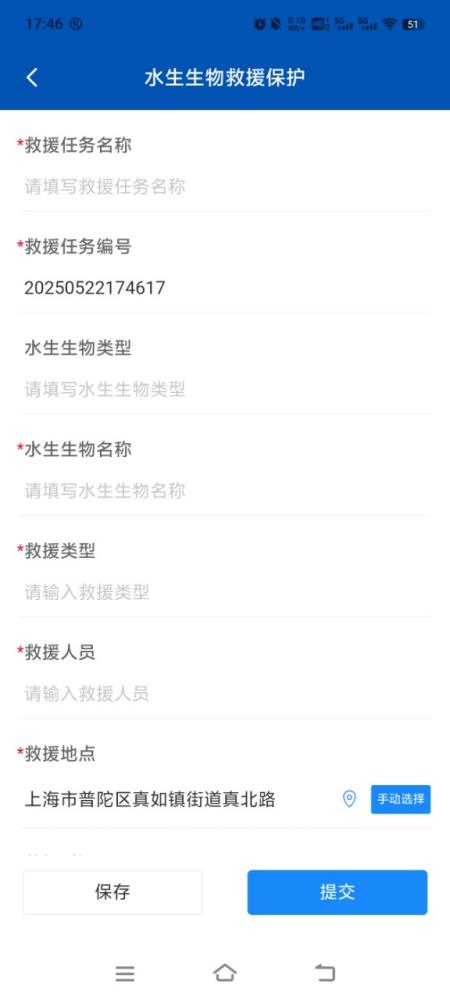 17:46
0.10
KB/s
HD
5G
5G
51
水生生物救援保护
*救援任务名称
请填写救援任务名称
*救援任务编号
20250522174617
水生生物类型
请填写水生生物类型
*水生生物名称
请填写水生生物名称
*救援类型
请输入救援类型
*救援人员
请输入救援人员
*救援地点
上海市普陀区真如镇街道真北路
手动选择
保存
提交